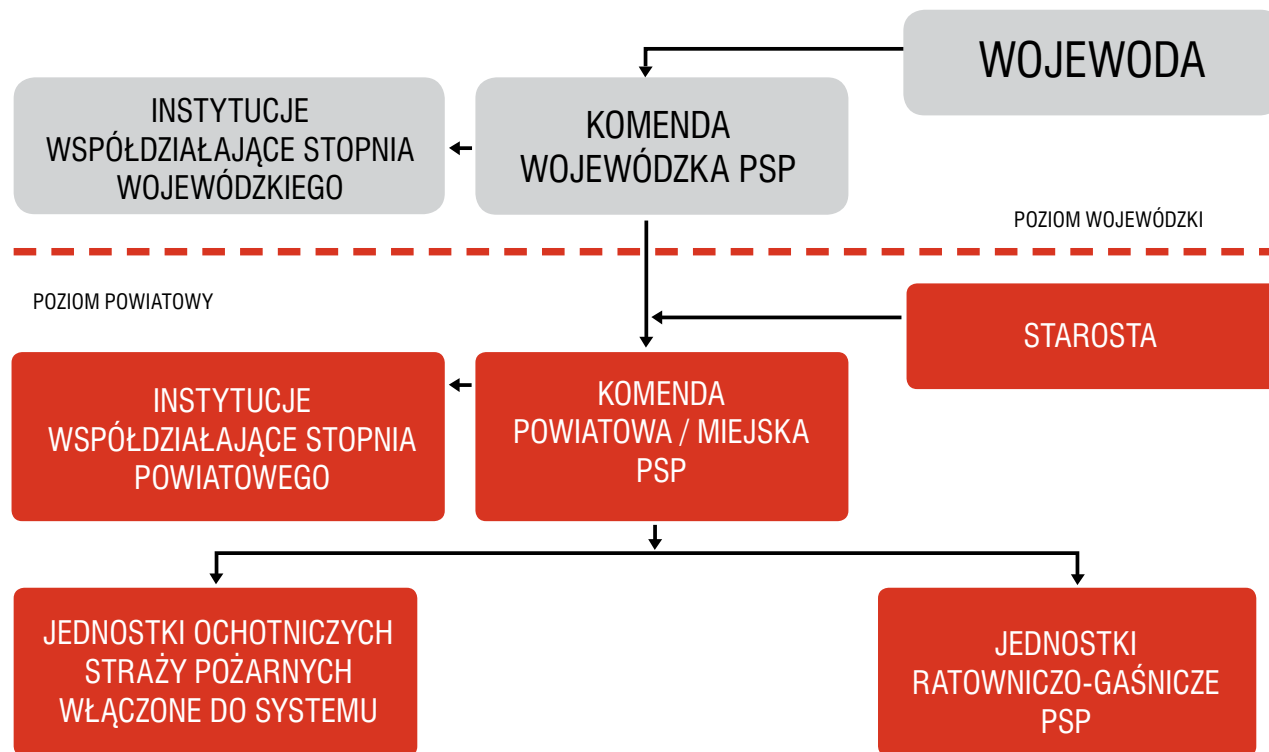 WOJEWODA
INSTYTUCJE
WSPÓŁDZIAŁAJĄCE STOPNIA
WOJEWÓDZKIEGO
KOMENDA
WOJEWÓDZKA PSP
POZIOM WOJEWÓDZKI
POZIOM POWIATOWY
STAROSTA
INSTYTUCJE
WSPÓŁDZIAŁAJĄCE STOPNIA
POWIATOWEGO
KOMENDA
POWIATOWA / MIEJSKA
PSP
JEDNOSTKI OCHOTNICZYCH
STRAŻY POŻARNYCH
WŁĄCZONE DO SYSTEMU
JEDNOSTKI
RATOWNICZO-GAŚNICZE
PSP